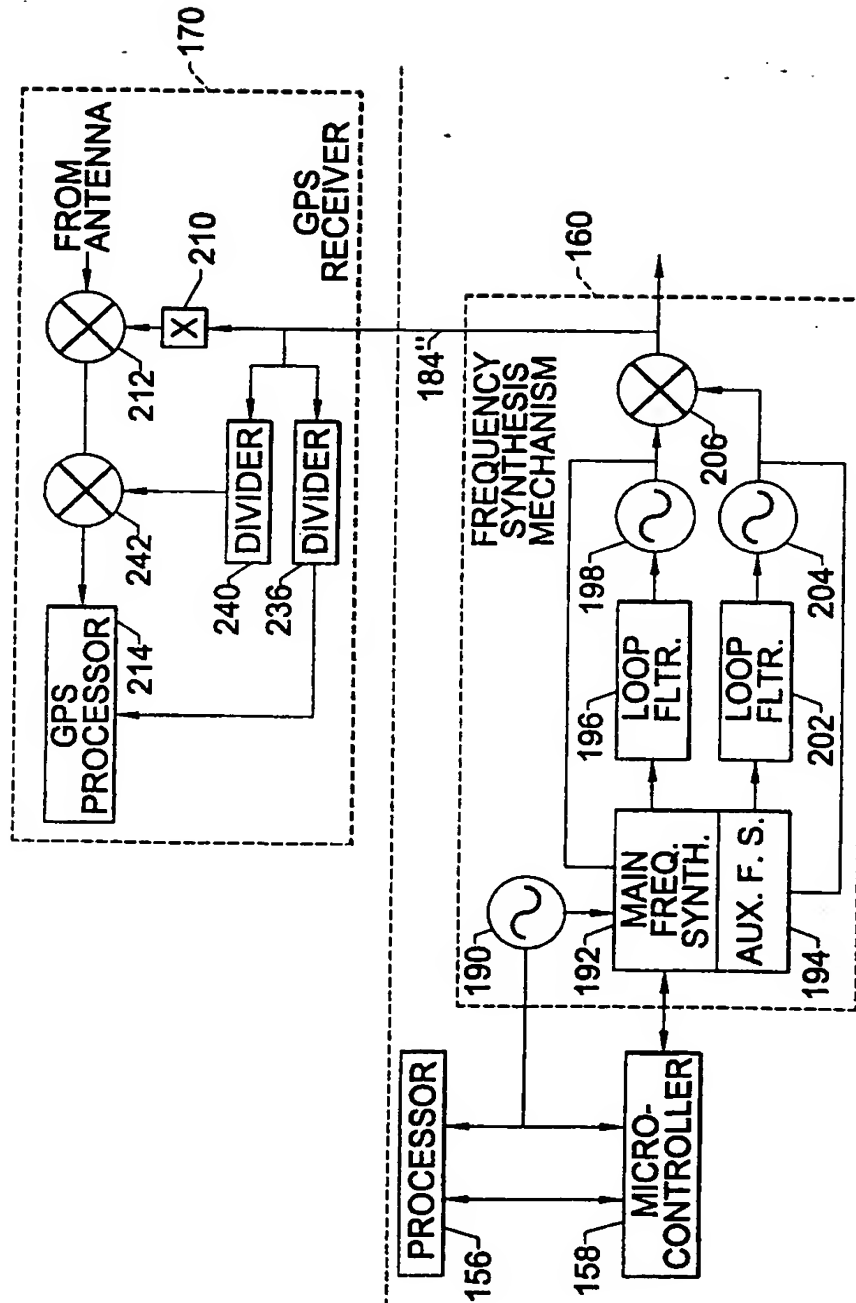 170
FROM
ANTENNA
212
X
210
GPS
RECEIVER
242
DIVIDER
240
DIVIDER
236
GPS
PROCESSOR
214
184"
160
FREQUENCY
SYNTHESIS
MECHANISM
206
198
204
196
LOOP
FLTR.
LOOP
FLTR.
202
190
192
MAIN
FREQ.
SYNTH.
AUX. F. S.
194
PROCESSOR
156
MICRO-
CONTROLLER
158